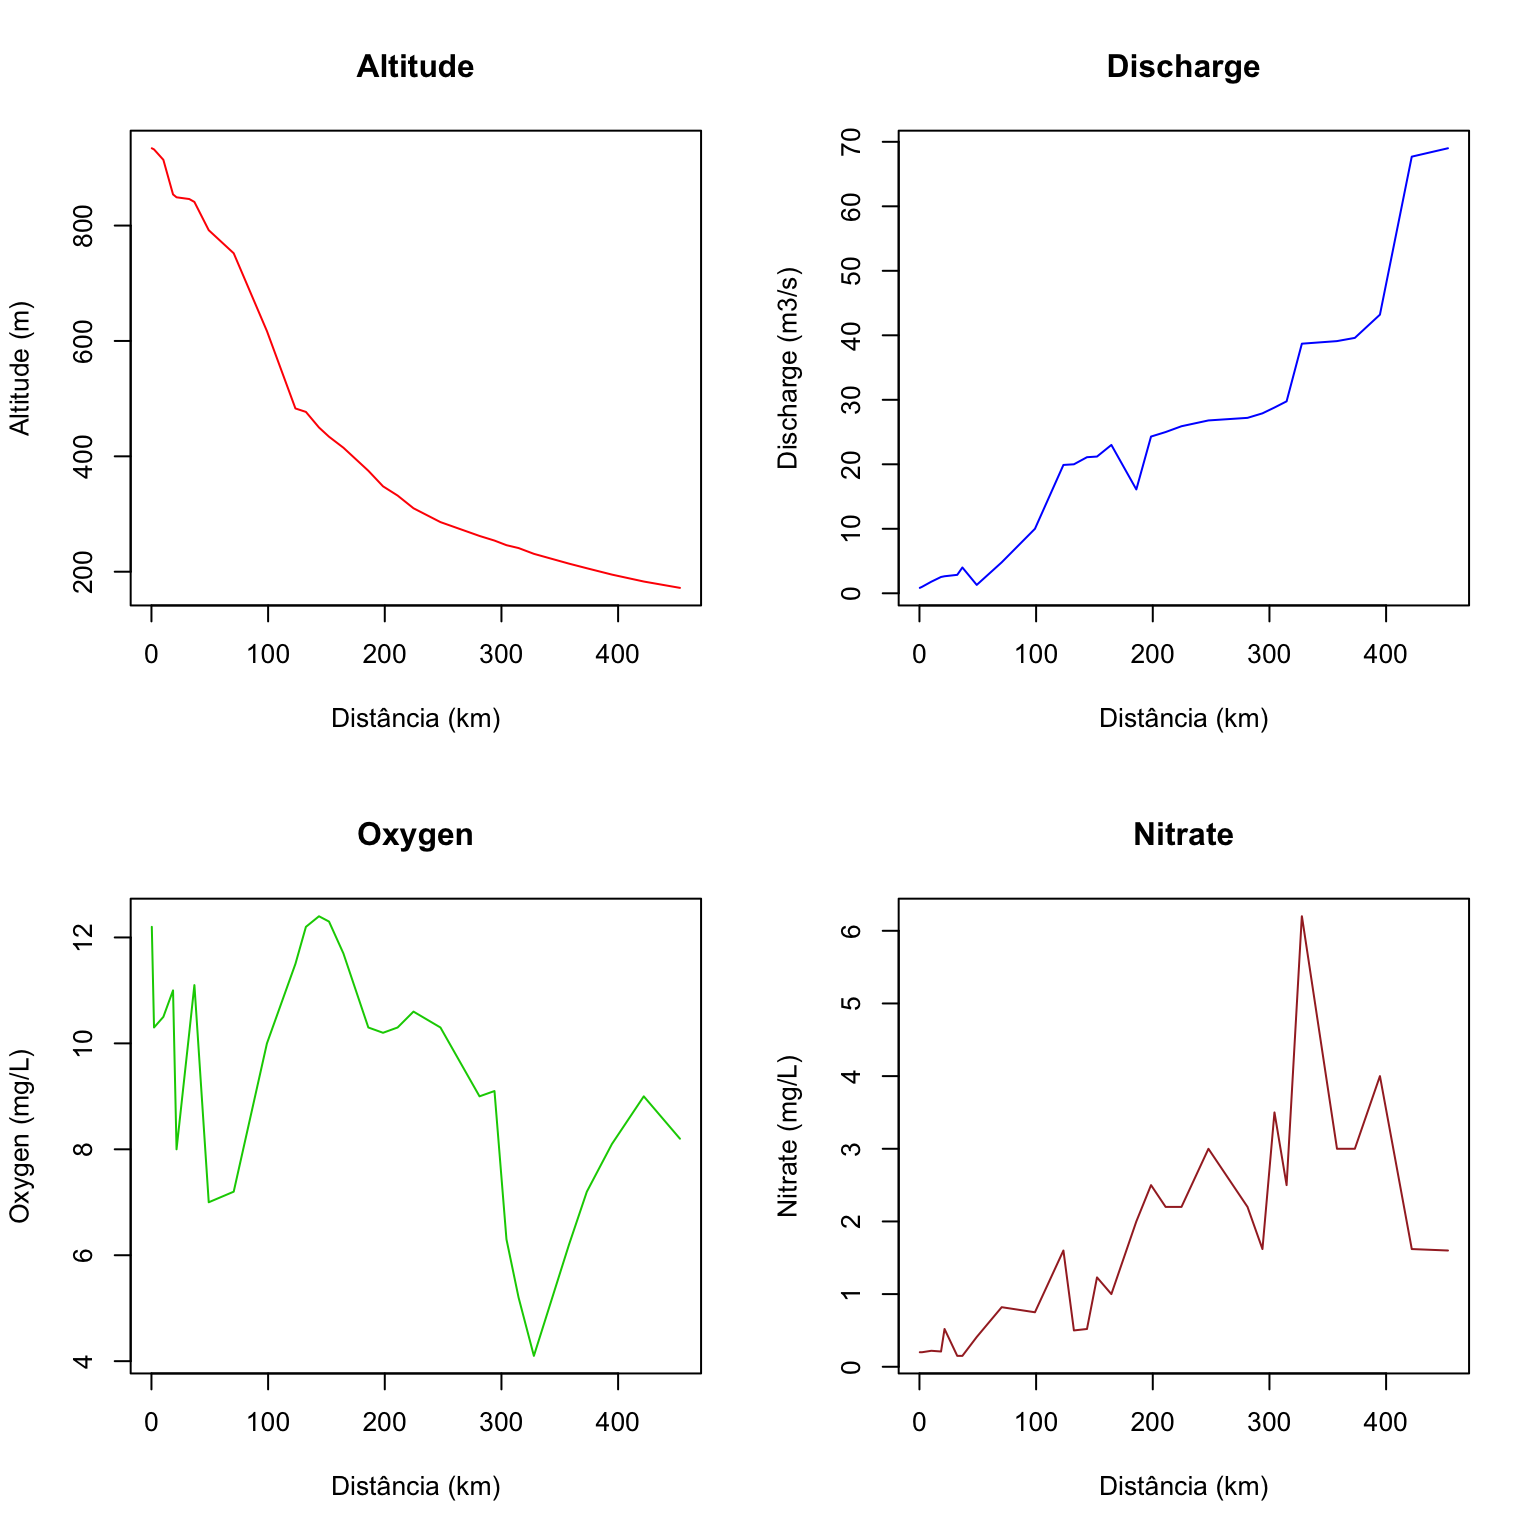 Altitude
Altitude (m)
800
600
400
200
0 100 200 300 400
Distância (km)
Discharge
Discharge (m3/s)
70
60
50
40
30
20
10
0
0 100 200 300 400
Distância (km)
Oxygen
Oxygen (mg/L)
12
10
8
6
4
0 100 200 300 400
Distância (km)
Nitrate
Nitrate (mg/L)
6
5
4
3
2
1
0
0 100 200 300 400
Distância (km)